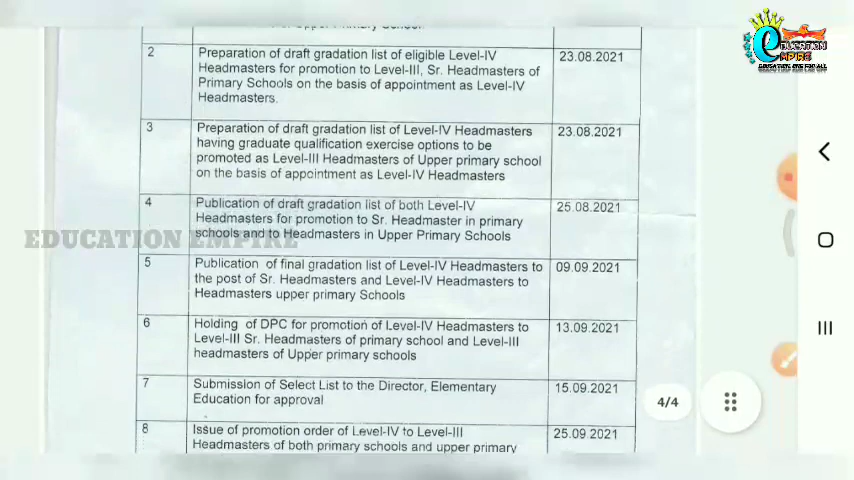 2 Preparation of draft gradation list of eligible Level-IV 23.08.2021
Headmasters for promotion to Level-III, Sr. Headmasters of
Primary Schools on the basis of appointment as Level-IV
Headmasters.
3 Preparation of draft gradation list of Level-IV Headmasters 23.08.2021
having graduate qualification exercise options to be
promoted as Level-III Headmasters of Upper primary school
on the basis of appointment as Level-IV Headmasters
4 Publication of draft gradation list of both Level-IV 25.08.2021
Headmasters for promotion to Sr. Headmaster in primary
schools and to Headmasters in Upper Primary Schools
5 Publication of final gradation list of Level-IV Headmasters to 09.09.2021
the post of Sr. Headmasters and Level-IV Headmasters to
Headmasters upper primary Schools
6 Holding of DPC for promotion of Level-IV Headmasters to 13.09.2021
Level-III Sr. Headmasters of primary school and Level-III
headmasters of Upper primary schools
7 Submission of Select List to the Director, Elementary 15.09.2021
Education for approval
8 Issue of promotion order of Level-IV to Level-III 25.09.2021
Headmasters of both primary schools and upper primary
EDUCATION EMPIRE
4/4
EDUCATION
EMPIRE
EDUCATION, ONE FOR ALL